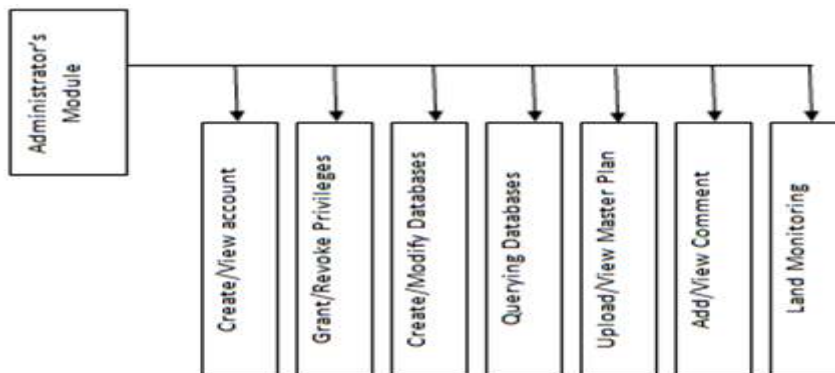 Administrator's
Module
Create/View account
Grant/Revoke Privileges
Create/Modify Databases
Querying Databases
Upload/View Master Plan
Add/View Comment
Land Monitoring